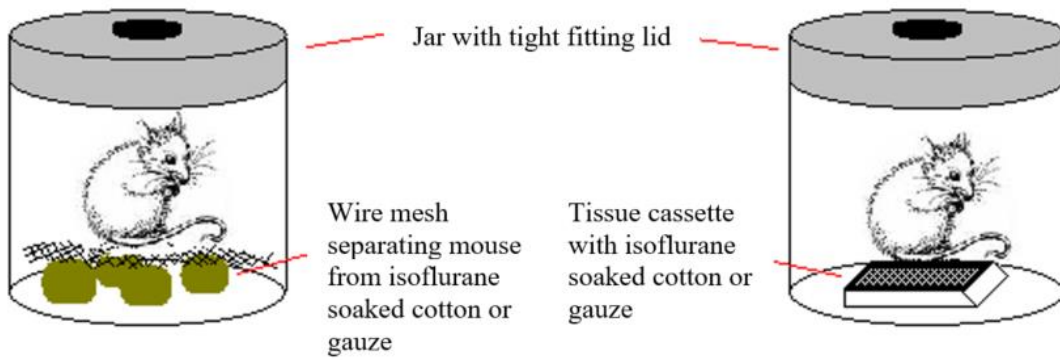 Jar with tight fitting lid
Wire mesh
separating mouse
from isoflurane
soaked cotton or
gauze
Tissue cassette
with isoflurane
soaked cotton or
gauze